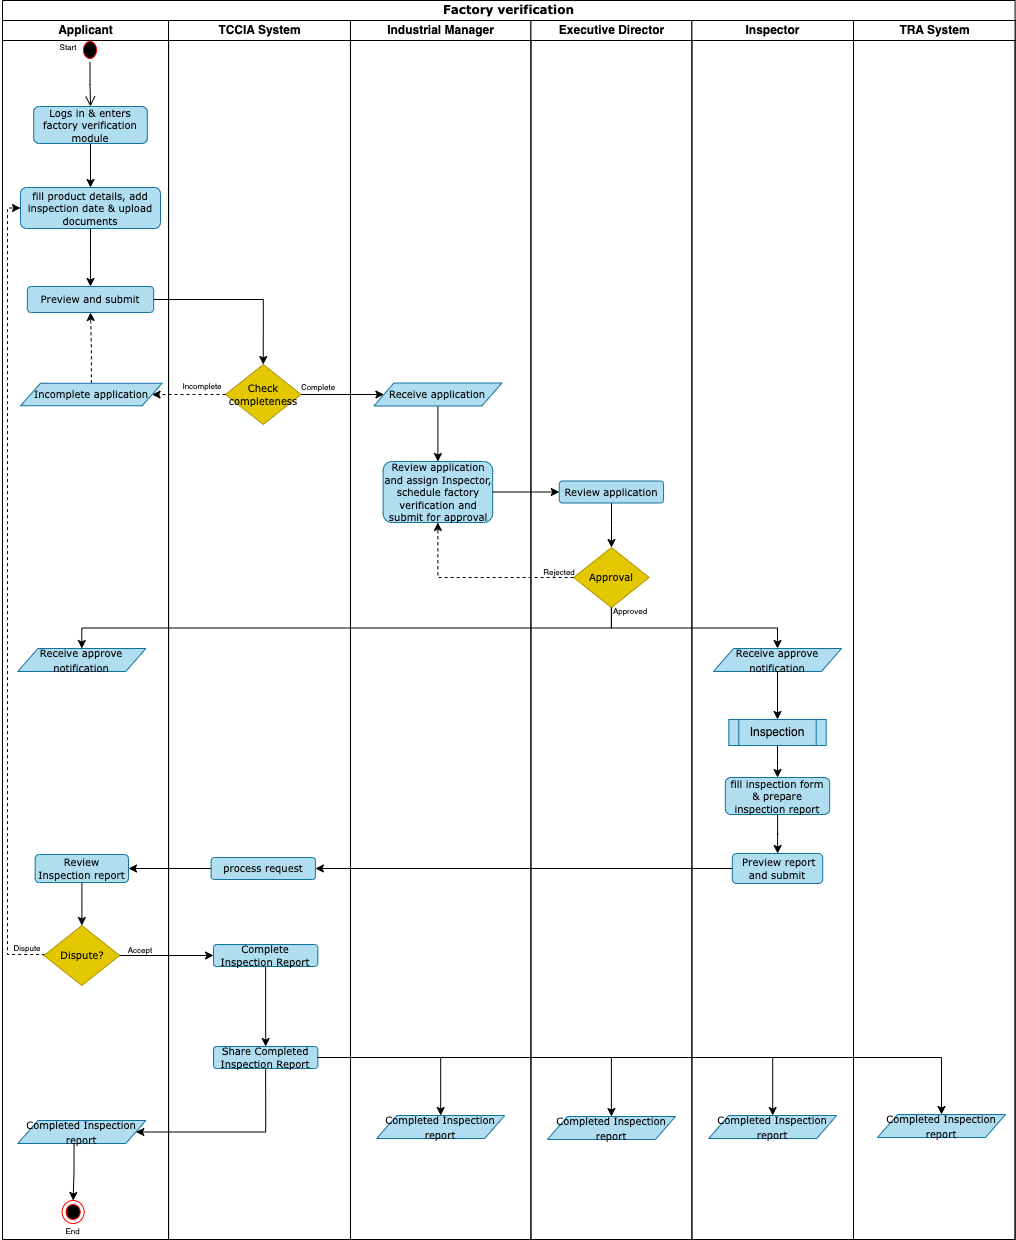 Factory verification
Applicant
TCCIA System
Industrial Manager
Executive Director
Inspector
TRA System
Start
Logs in & enters
factory verification
module
fill product details, add
inspection date & upload
documents
Preview and submit
Incomplete application
Incomplete
Check
completeness
Complete
Receive application
Review application
and assign Inspector,
schedule factory
verification and
submit for approval
Review application
Rejected
Approval
Approved
Receive approve
notification
Receive approve
notification
Inspection
fill inspection form
& prepare
inspection report
Review
Inspection report
process request
Preview report
and submit
Dispute
Dispute?
Accept
Complete
Inspection Report
Share Completed
Inspection Report
Completed Inspection
report
Completed Inspection
report
Completed Inspection
report
Completed Inspection
report
Completed Inspection
report
End